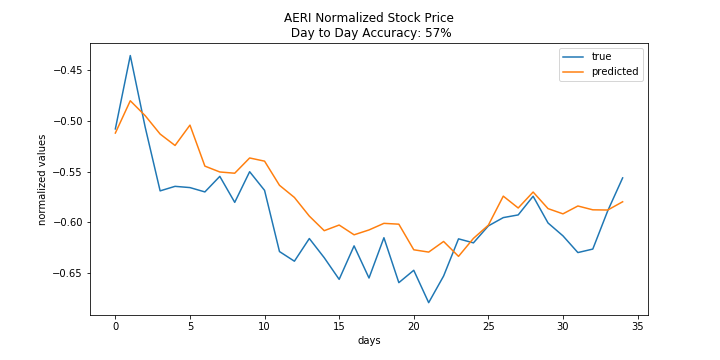 AERI Normalized Stock Price
Day to Day Accuracy: 57%
true
predicted
normalized values
−0.45
−0.50
−0.55
−0.60
−0.65
0
5
10
15
20
25
30
35
days